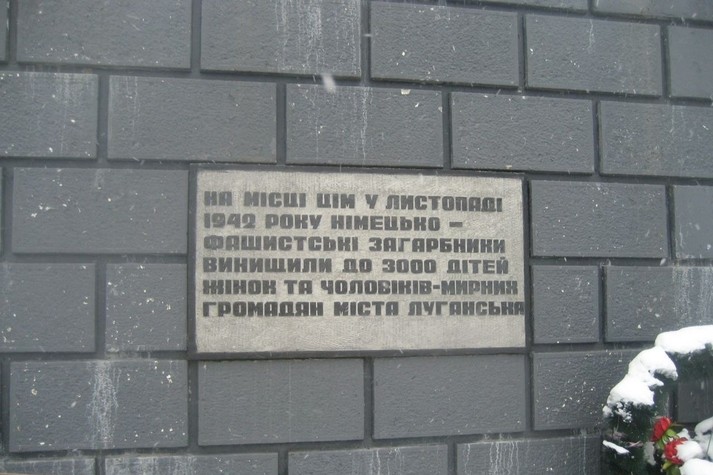 НА МІСЦІ ЦІМ У ЛИСТОПАДІ
1942 РОКУ НІМЕЦЬКО –
ФАШИСТСЬКІ ЗАГАРБНИКИ
ВИНИЩИЛИ ДО 3000 ДІТЕЙ
ЖІНОК ТА ЧОЛОВІКІВ-МИРНИХ
ГРОМАДЯН МІСТА ЛУГАНСЬКА